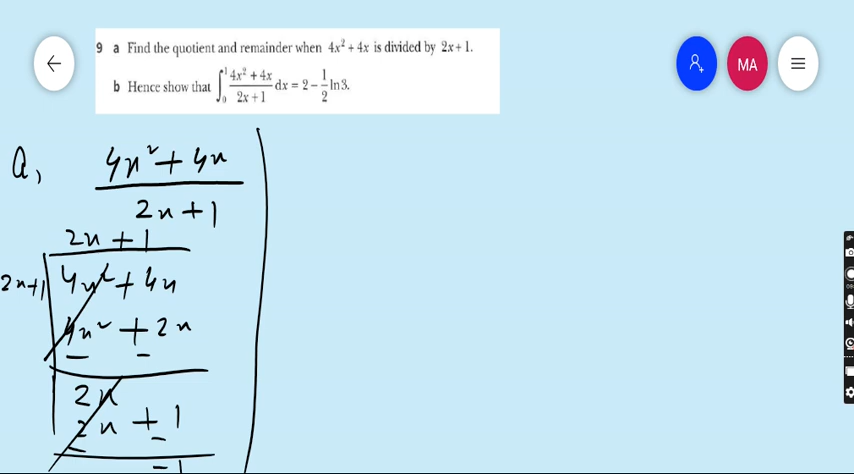 9 a Find the quotient and remainder when 4x² + 4x is divided by 2x + 1.
b Hence show that ∫₀¹ (4x² + 4x)/(2x + 1) dx = 2 − 1/2 ln 3.
MA
a, 4x² + 4x
2x + 1
2x + 1
2x+1 4x² + 4x
4x² + 2x
− −
2x
2x + 1
− −
−1